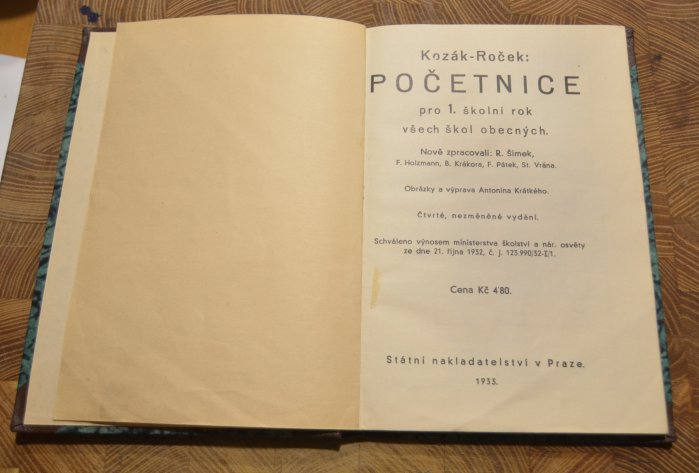 Kozák-Roček:
POČETNICE
pro 1. školní rok
všech škol obecných.
Nově zpracovali: R. Šimek,
F. Holzmann, B. Krákora, F. Pátek, St. Vrána.
Obrázky a výprava Antonína Krátkého.
Čtvrté, nezměněné vydání.
Schváleno výnosem ministerstva školství a nár. osvěty
ze dne 21. října 1932, č. j. 123.990/32-I/1.
Cena Kč 4'80.
Státní nakladatelství v Praze.
1933.